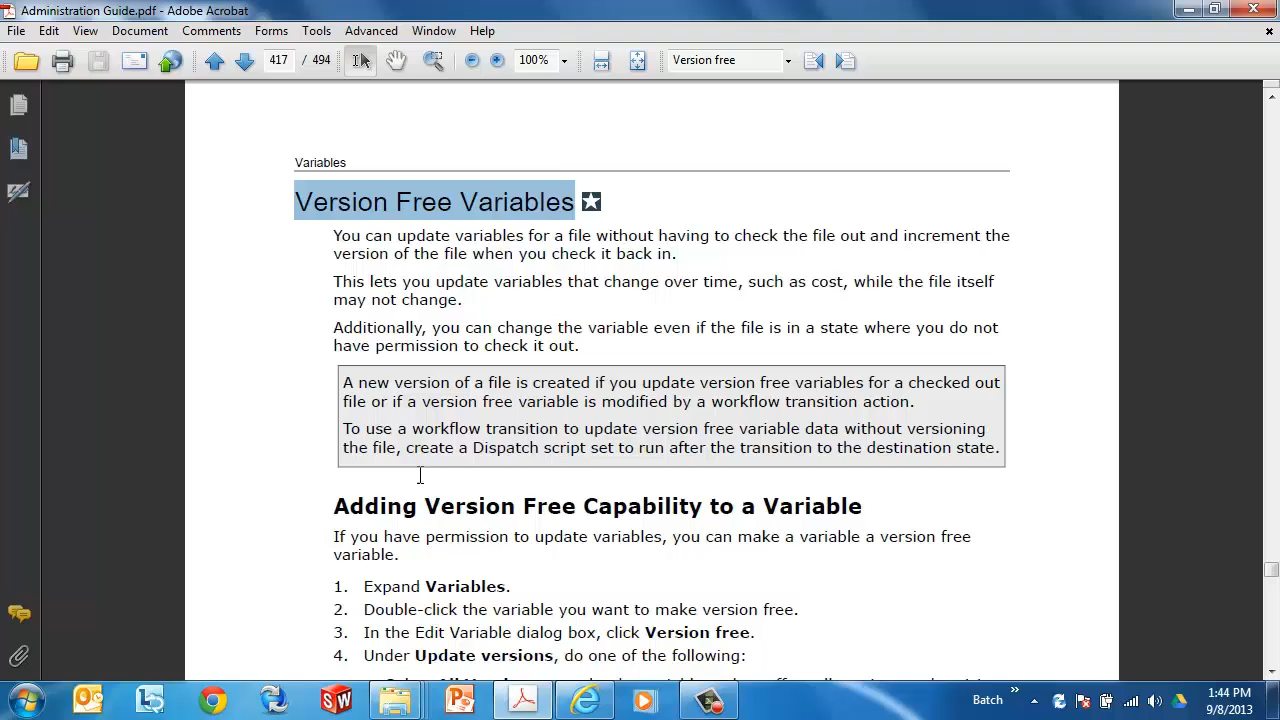 Administration Guide.pdf - Adobe Acrobat
File Edit View Document Comments Forms Tools Advanced Window Help
417 / 494 100% Version free
Variables
Version Free Variables
You can update variables for a file without having to check the file out and increment the
version of the file when you check it back in.
This lets you update variables that change over time, such as cost, while the file itself
may not change.
Additionally, you can change the variable even if the file is in a state where you do not
have permission to check it out.
A new version of a file is created if you update version free variables for a checked out
file or if a version free variable is modified by a workflow transition action.
To use a workflow transition to update version free variable data without versioning
the file, create a Dispatch script set to run after the transition to the destination state.
Adding Version Free Capability to a Variable
If you have permission to update variables, you can make a variable a version free
variable.
1. Expand Variables.
2. Double-click the variable you want to make version free.
3. In the Edit Variable dialog box, click Version free.
4. Under Update versions, do one of the following:
Batch
1:44 PM
9/8/2013